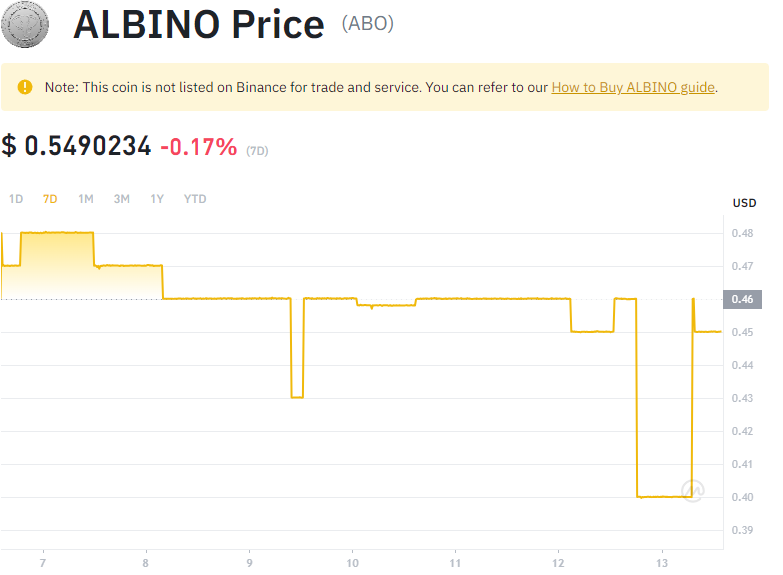 ALBINO Price (ABO)
Note: This coin is not listed on Binance for trade and service. You can refer to our How to Buy ALBINO guide.
$ 0.5490234 -0.17% (7D)
1D 7D 1M 3M 1Y YTD
USD
0.48
0.47
0.46
0.45
0.44
0.43
0.42
0.41
0.40
0.39
7 8 9 10 11 12 13